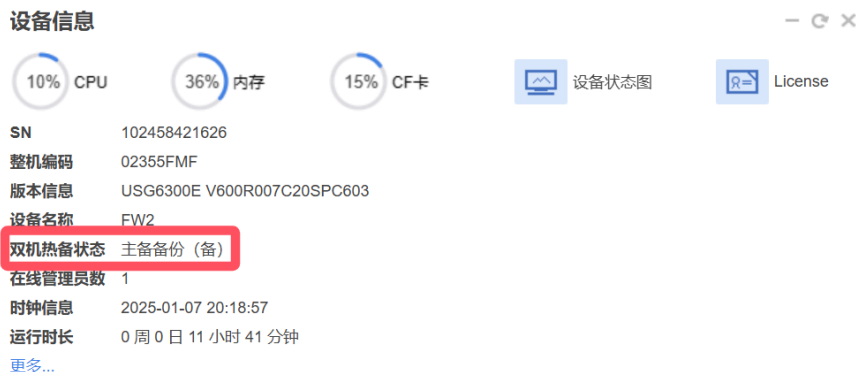 设备信息
10% CPU 36% 内存 15% CF卡 设备状态图 License
SN 102458421626
整机编码 02355FMF
版本信息 USG6300E V600R007C20SPC603
设备名称 FW2
双机热备状态 主备备份（备）
在线管理员数 1
时钟信息 2025-01-07 20:18:57
运行时长 0 周 0 日 11 小时 41 分钟
更多...